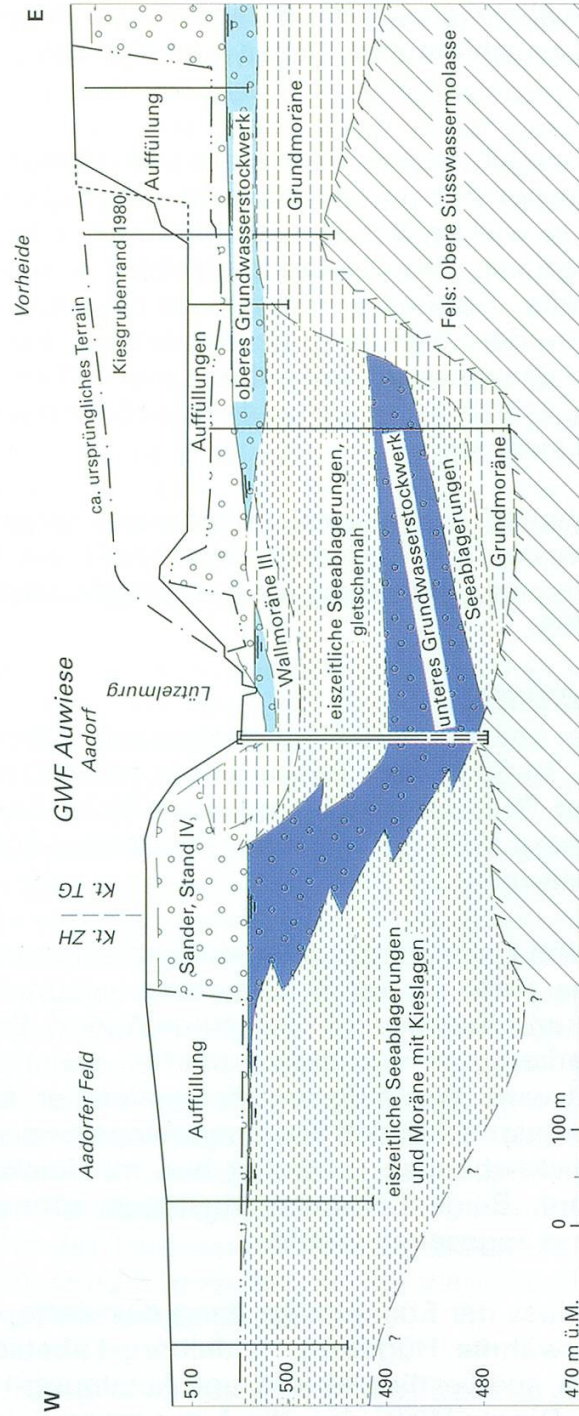 W
E
Aadorfer Feld
Kt. ZH
Kt. TG
GWF Auwiese
Aadorf
Lützelmurg
Vorheide
ca. ursprüngliches Terrain
Kiesgrubenrand 1980
Auffüllung
Sander, Stand IV
Auffüllungen
Auffüllung
oberes Grundwasserstockwerk
Wallmoräne III
eiszeitliche Seeablagerungen,
gletschernah
Grundmoräne
unteres Grundwasserstockwerk
Seeablagerungen
Grundmoräne
eiszeitliche Seeablagerungen
und Moräne mit Kieslagen
Fels: Obere Süsswassermolasse
?
?
?
510
500
490
480
470 m ü.M.
0
100 m